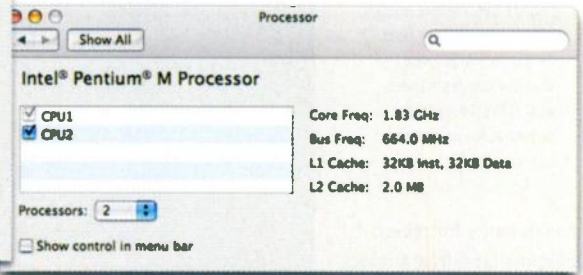 Processor
Show All
Intel® Pentium® M Processor
CPU1
CPU2
Core Freq: 1.83 GHz
Bus Freq: 664.0 MHz
L1 Cache: 32KB Inst, 32KB Data
L2 Cache: 2.0 MB
Processors: 2
Show control in menu bar